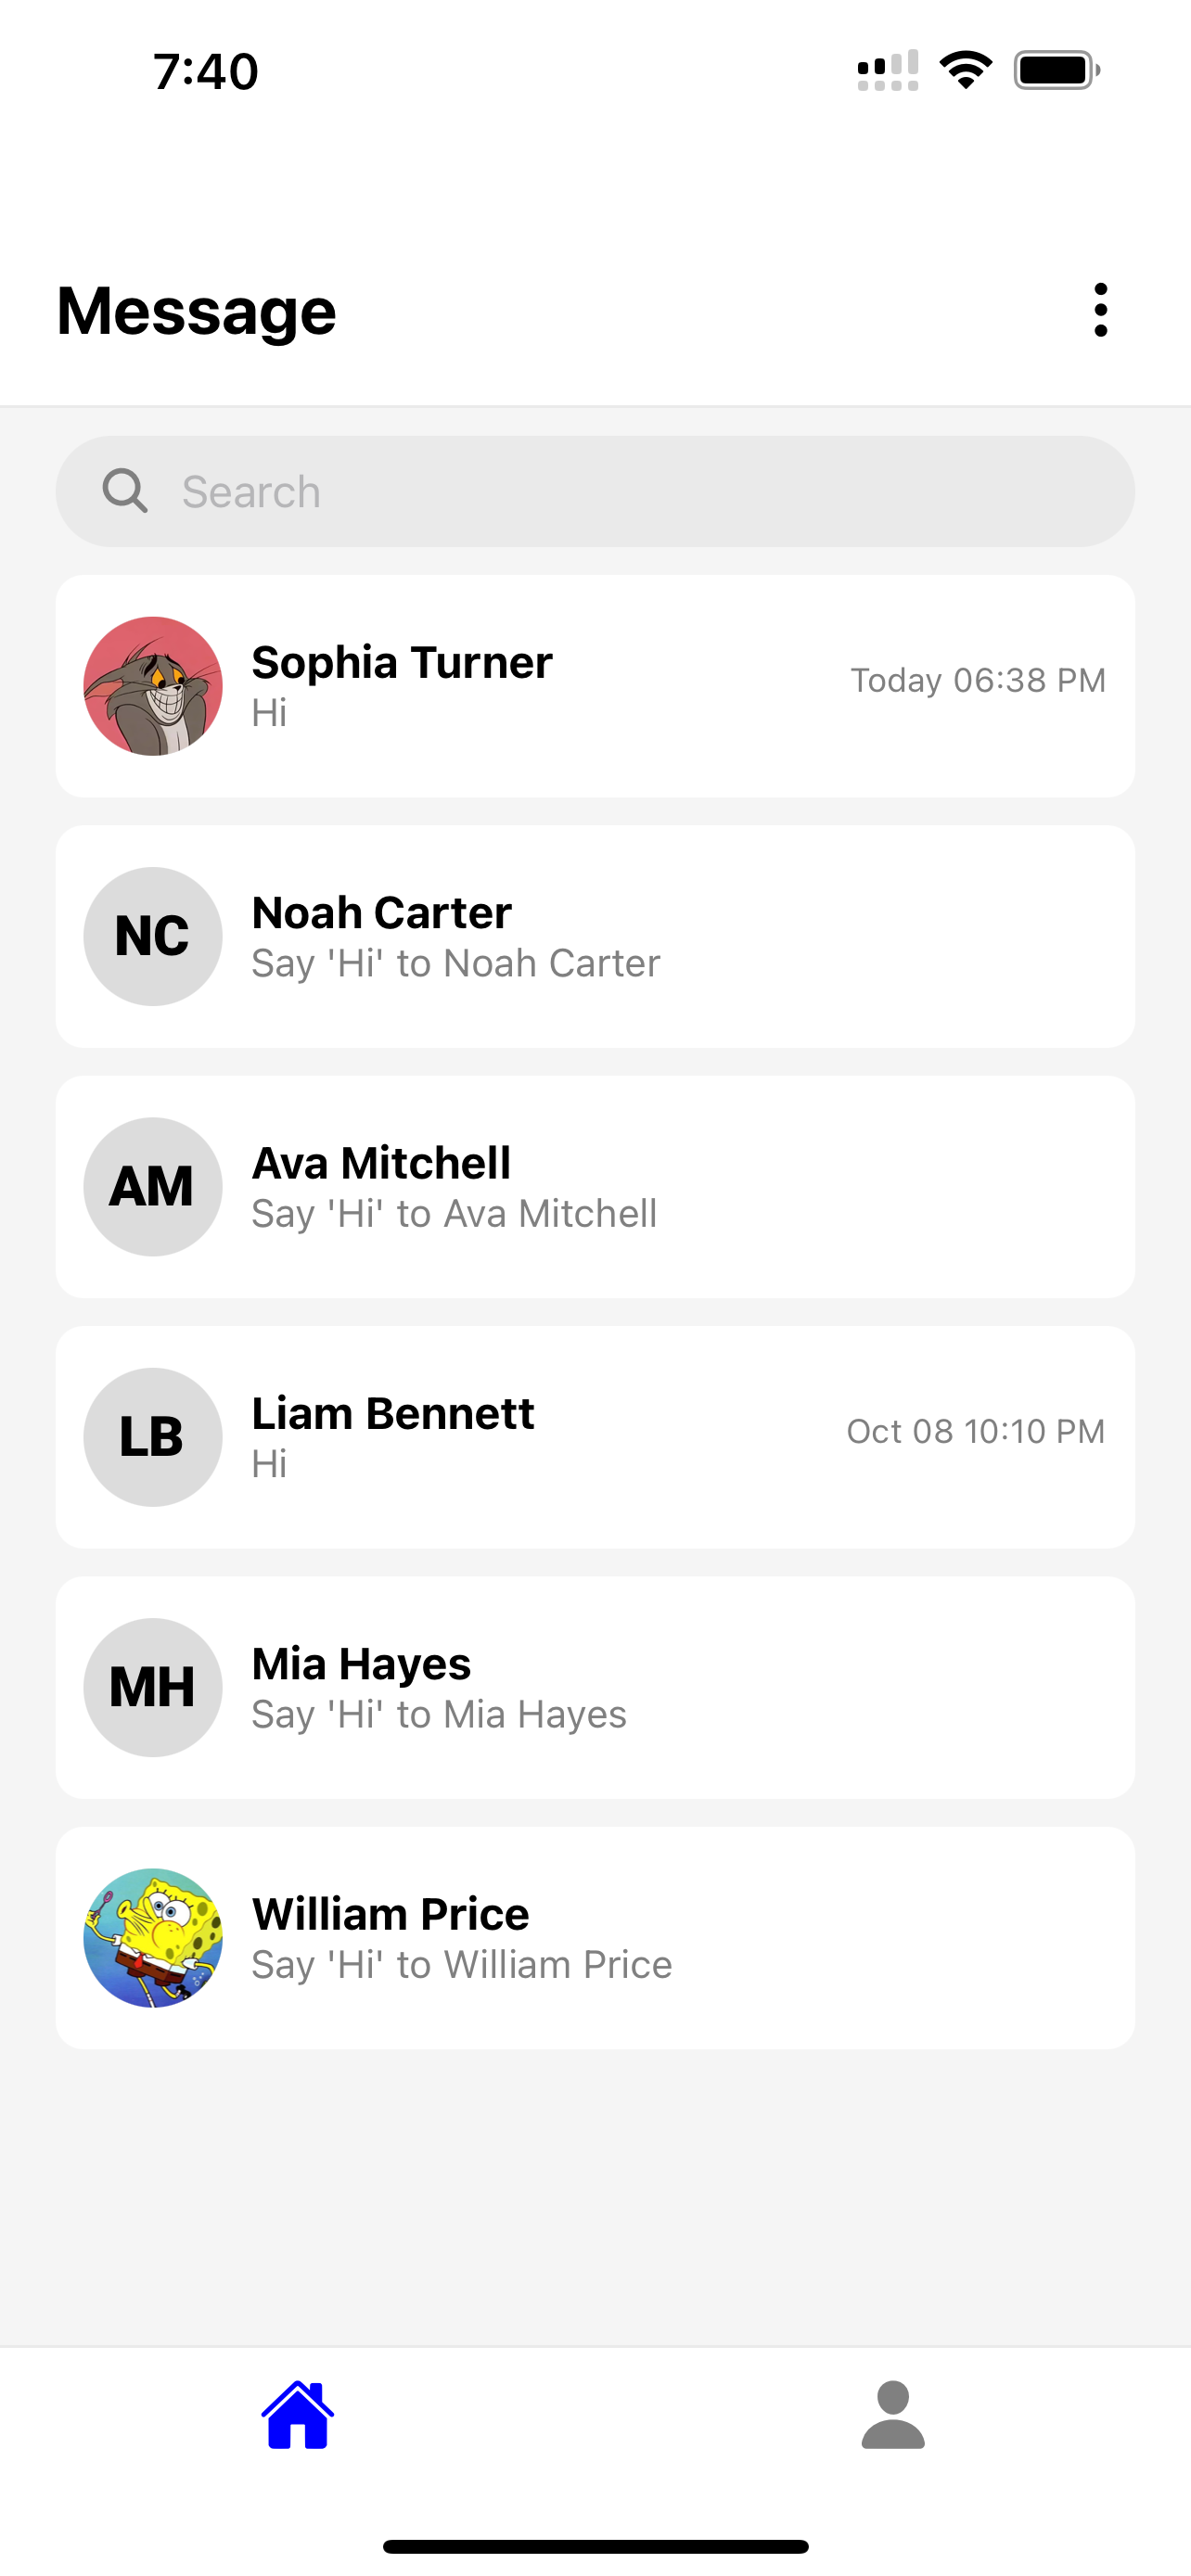 7:40
Message
Search
Sophia Turner
Today 06:38 PM
Hi
NC
Noah Carter
Say 'Hi' to Noah Carter
AM
Ava Mitchell
Say 'Hi' to Ava Mitchell
LB
Liam Bennett
Oct 08 10:10 PM
Hi
MH
Mia Hayes
Say 'Hi' to Mia Hayes
William Price
Say 'Hi' to William Price